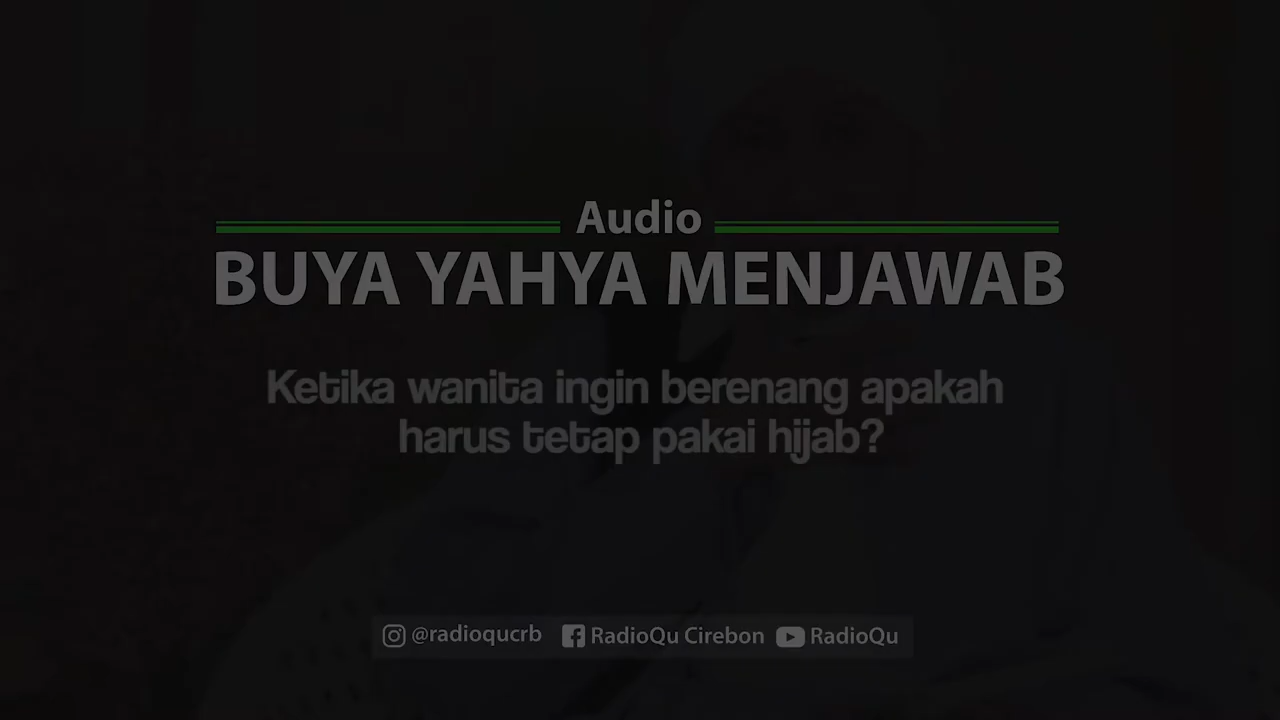 Audio
BUYA YAHYA MENJAWAB
Ketika wanita ingin berenang apakah
harus tetap pakai hijab?
@radioqucrb RadioQu Cirebon RadioQu